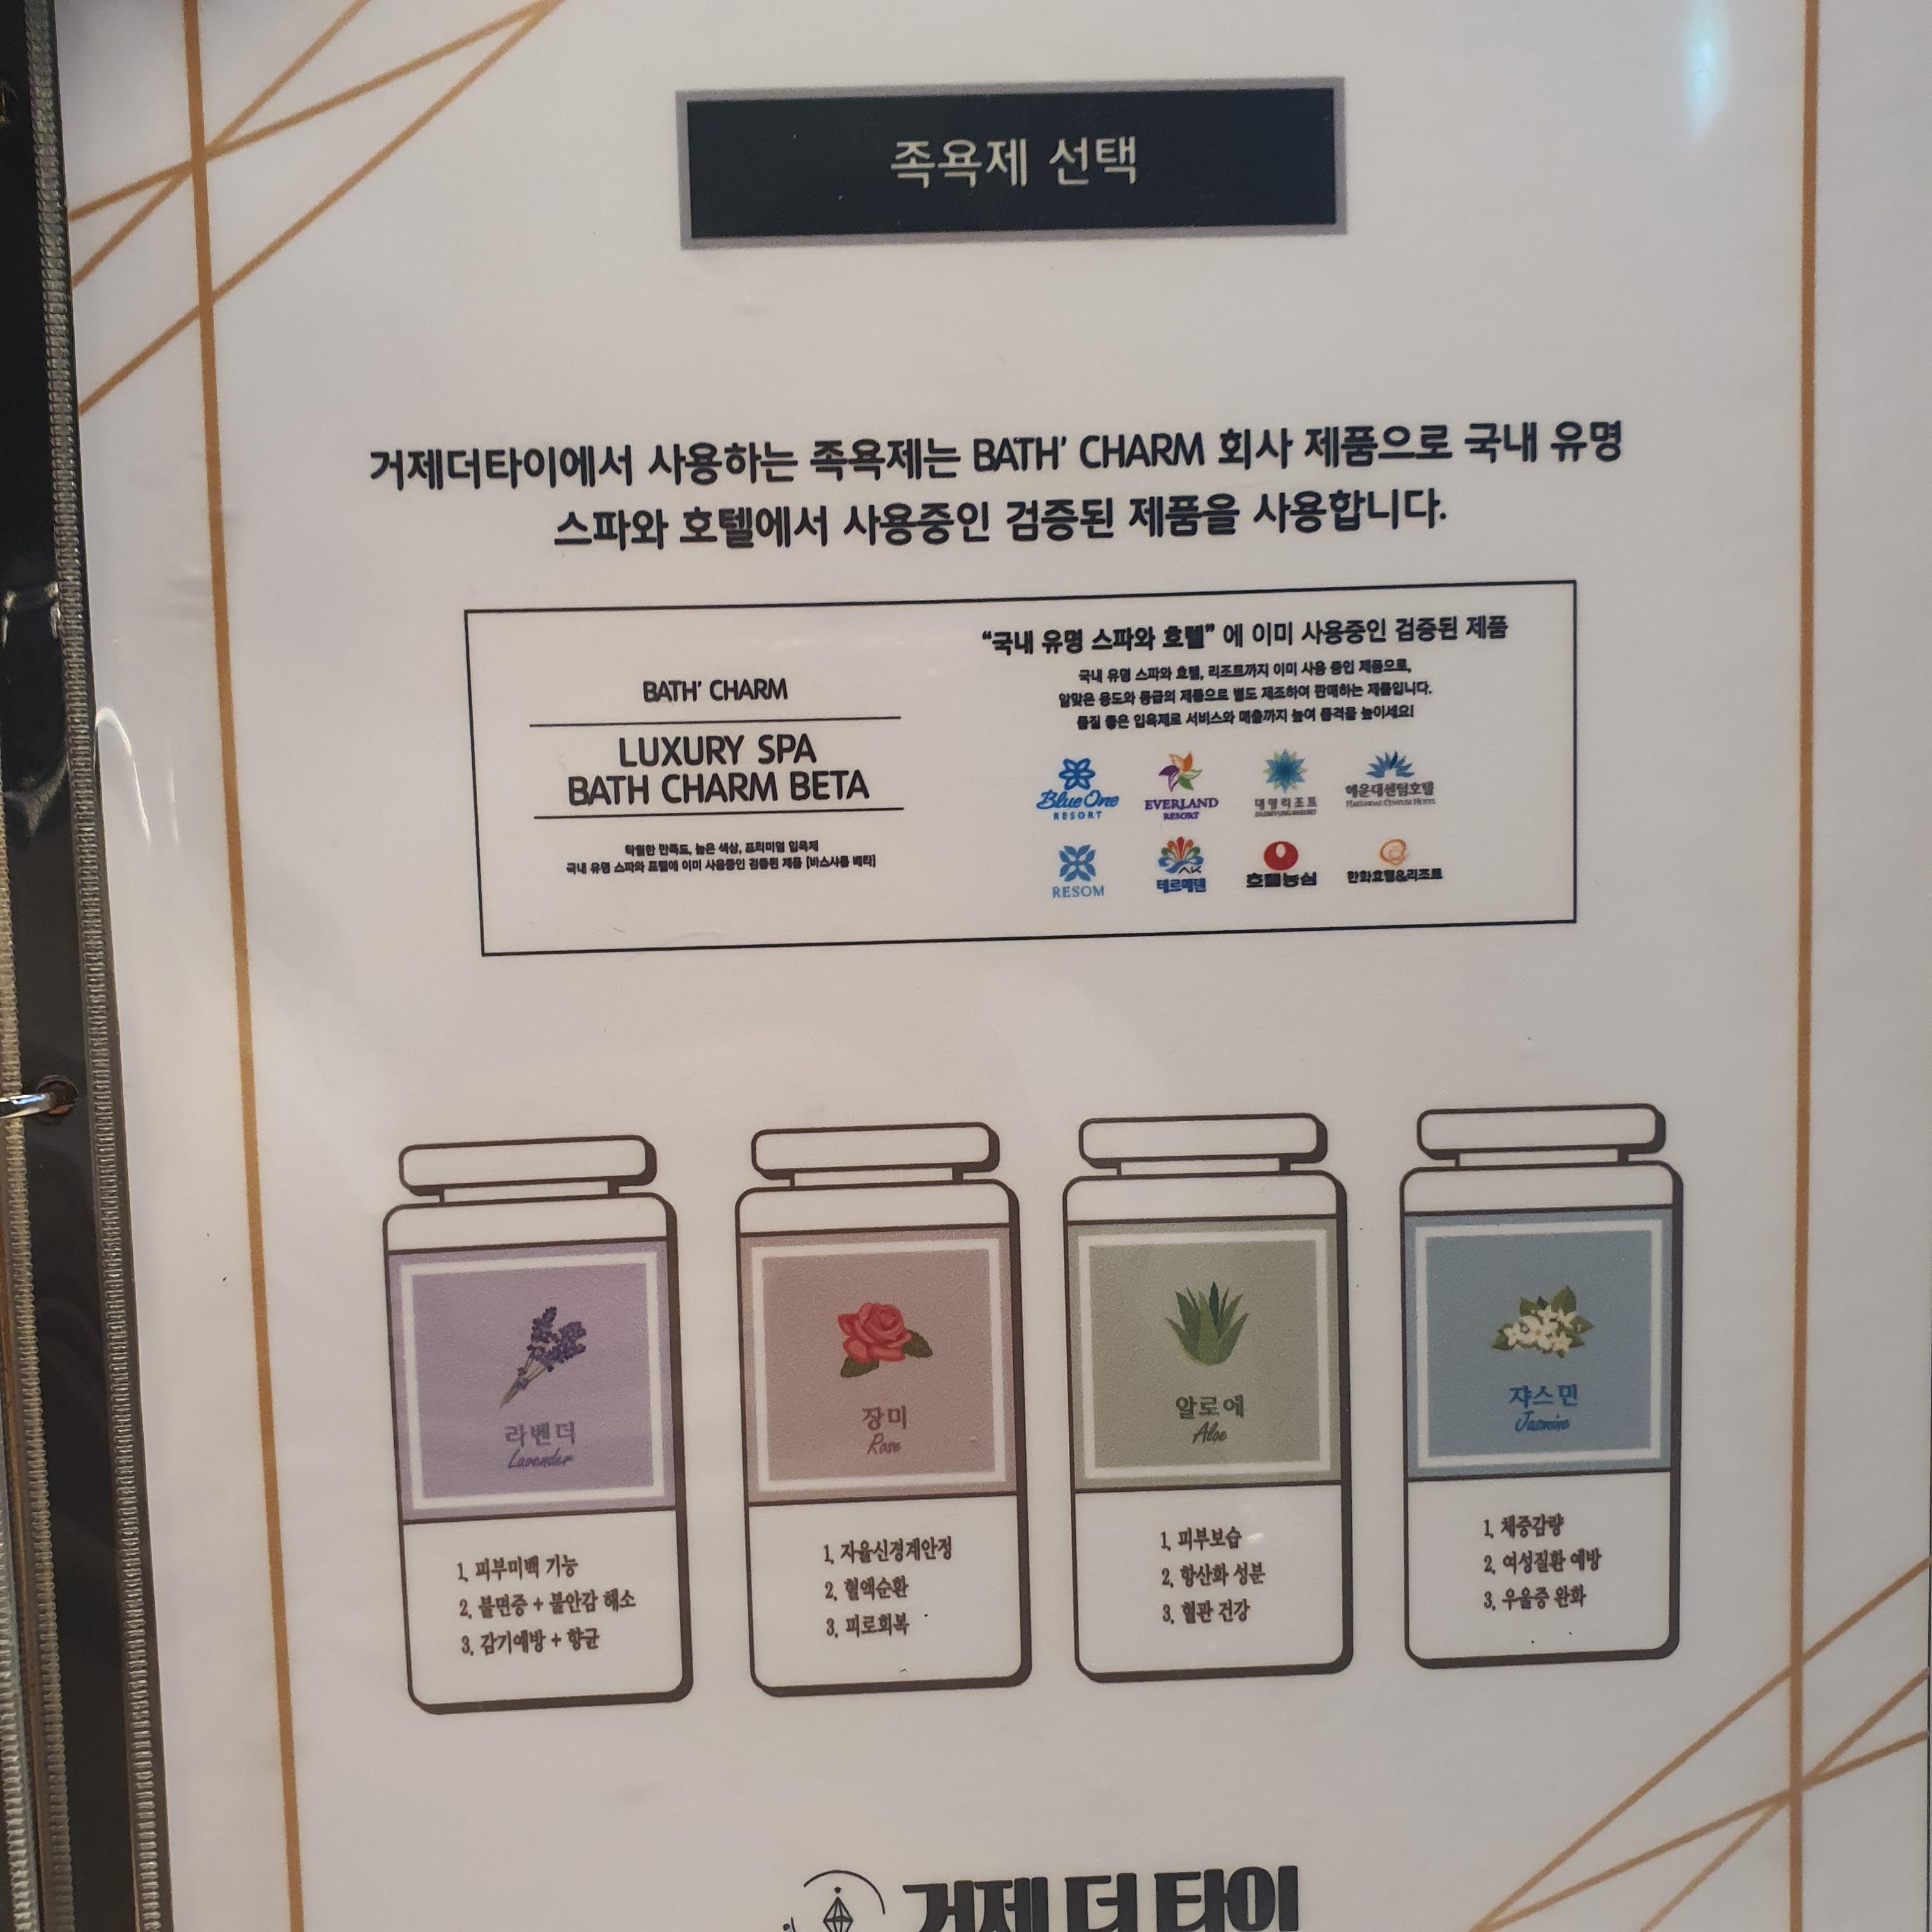 족욕제 선택
거제더타이에서 사용하는 족욕제는 BATH' CHARM 회사 제품으로 국내 유명
스파와 호텔에서 사용중인 검증된 제품을 사용합니다.
BATH' CHARM
LUXURY SPA
BATH CHARM BETA
탁월한 만족도, 높은 색상, 프리미엄 입욕제
국내 유명 스파와 호텔에 이미 사용중인 검증된 제품 [바스샤름 베타]
“국내 유명 스파와 호텔” 에 이미 사용중인 검증된 제품
국내 유명 스파와 호텔, 리조트까지 이미 사용 중인 제품으로,
알맞은 용도와 등급의 제품으로 별도 제조하여 판매하는 제품입니다.
품질 좋은 입욕제로 서비스와 매출까지 높여 품격을 높이세요!
Blue One
RESORT
EVERLAND
RESORT
대명리조트
DAEMYUNG RESORT
해운대센텀호텔
HAEUNDAE CENTUM HOTEL
RESOM
AK
테르메덴
호텔농심
한화호텔&리조트
라벤더
Lavender
1. 피부미백 기능
2. 불면증 + 불안감 해소
3. 감기예방 + 향균
장미
Rose
1. 자율신경계안정
2. 혈액순환
3. 피로회복
알로에
Aloe
1. 피부보습
2. 항산화 성분
3. 혈관 건강
쟈스민
Jasmine
1. 체중감량
2. 여성질환 예방
3. 우울증 완화
거제 더 타이